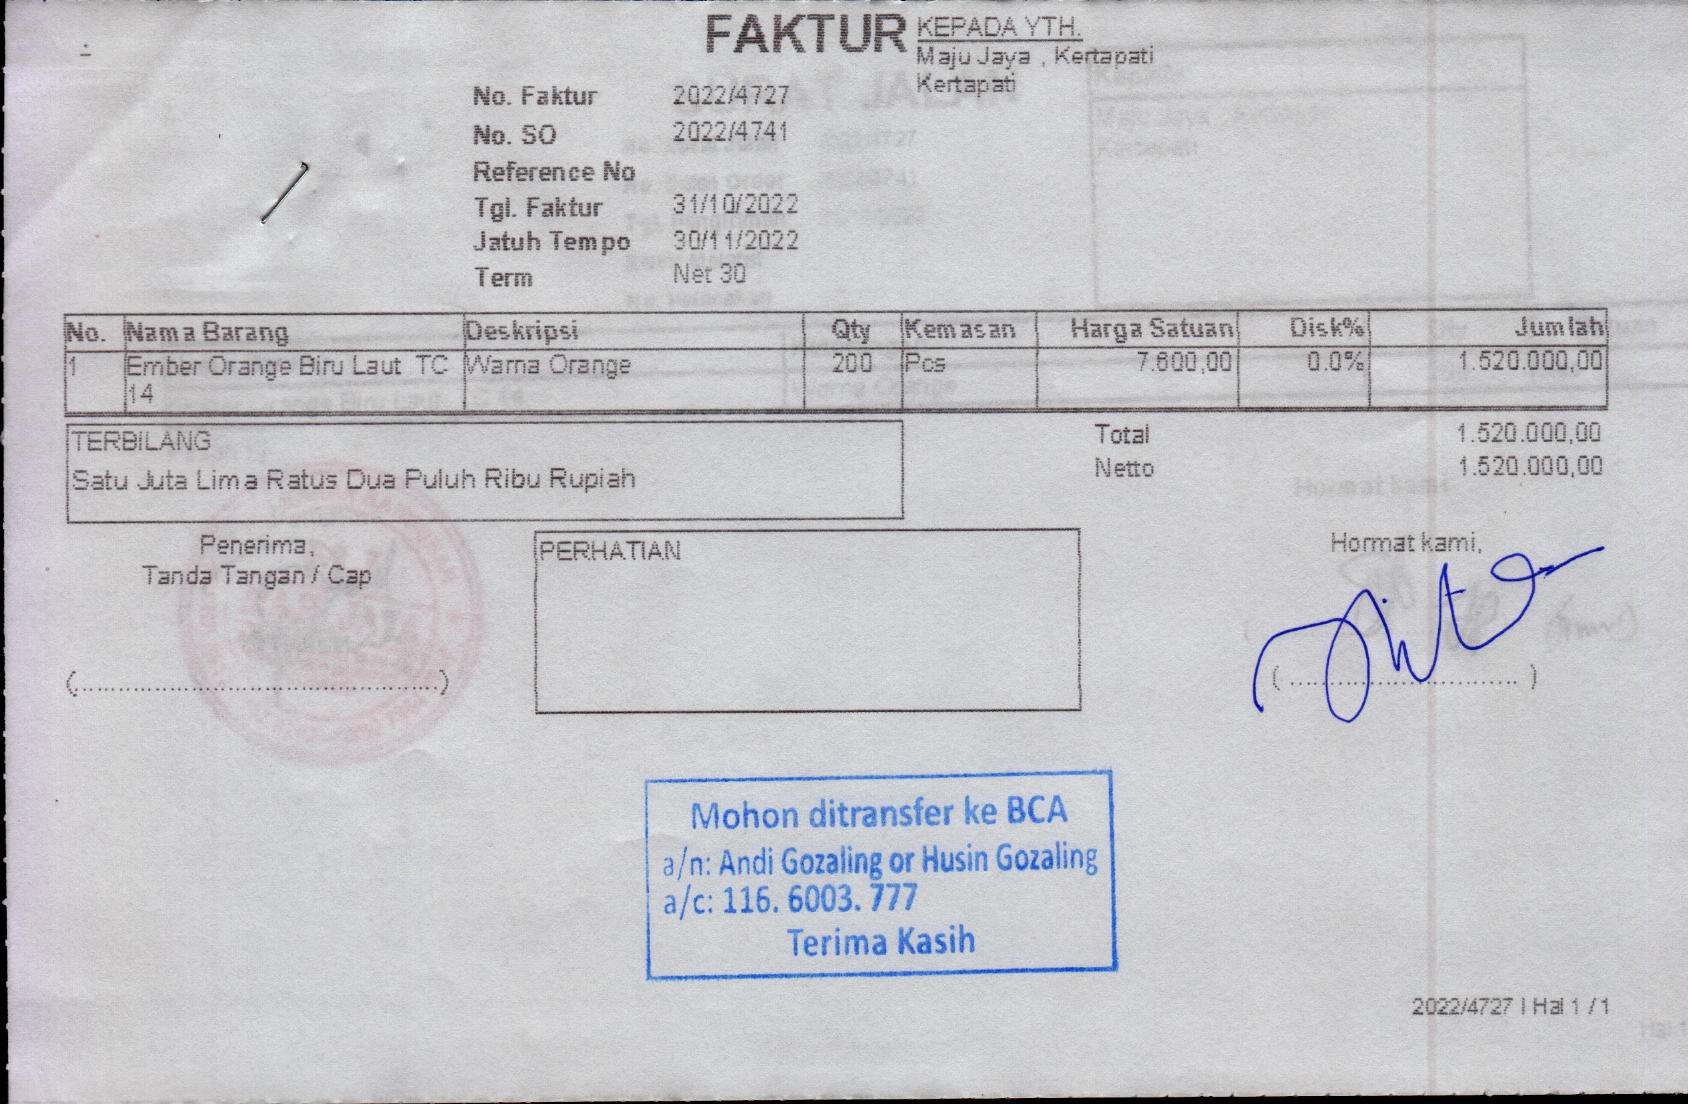 FAKTUR
KEPADA YTH.
Maju Jaya , Kertapati
Kertapati
No. Faktur 2022/4727
No. SO 2022/4741
Reference No
Tgl. Faktur 31/10/2022
Jatuh Tempo 30/11/2022
Term Net 30
No. Nama Barang Deskripsi Qty Kemasan Harga Satuan Disk% Jumlah
1 Ember Orange Biru Laut TC Warna Orange 200 Pcs 7.600,00 0.0% 1.520.000,00
14
TERBILANG
Satu Juta Lima Ratus Dua Puluh Ribu Rupiah
Total 1.520.000,00
Netto 1.520.000,00
Penerima,
Tanda Tangan / Cap
(................................................)
PERHATIAN
Hormat kami,
(..............................)
Mohon ditransfer ke BCA
a/n: Andi Gozaling or Husin Gozaling
a/c: 116. 6003. 777
Terima Kasih
2022/4727 | Hal 1 / 1